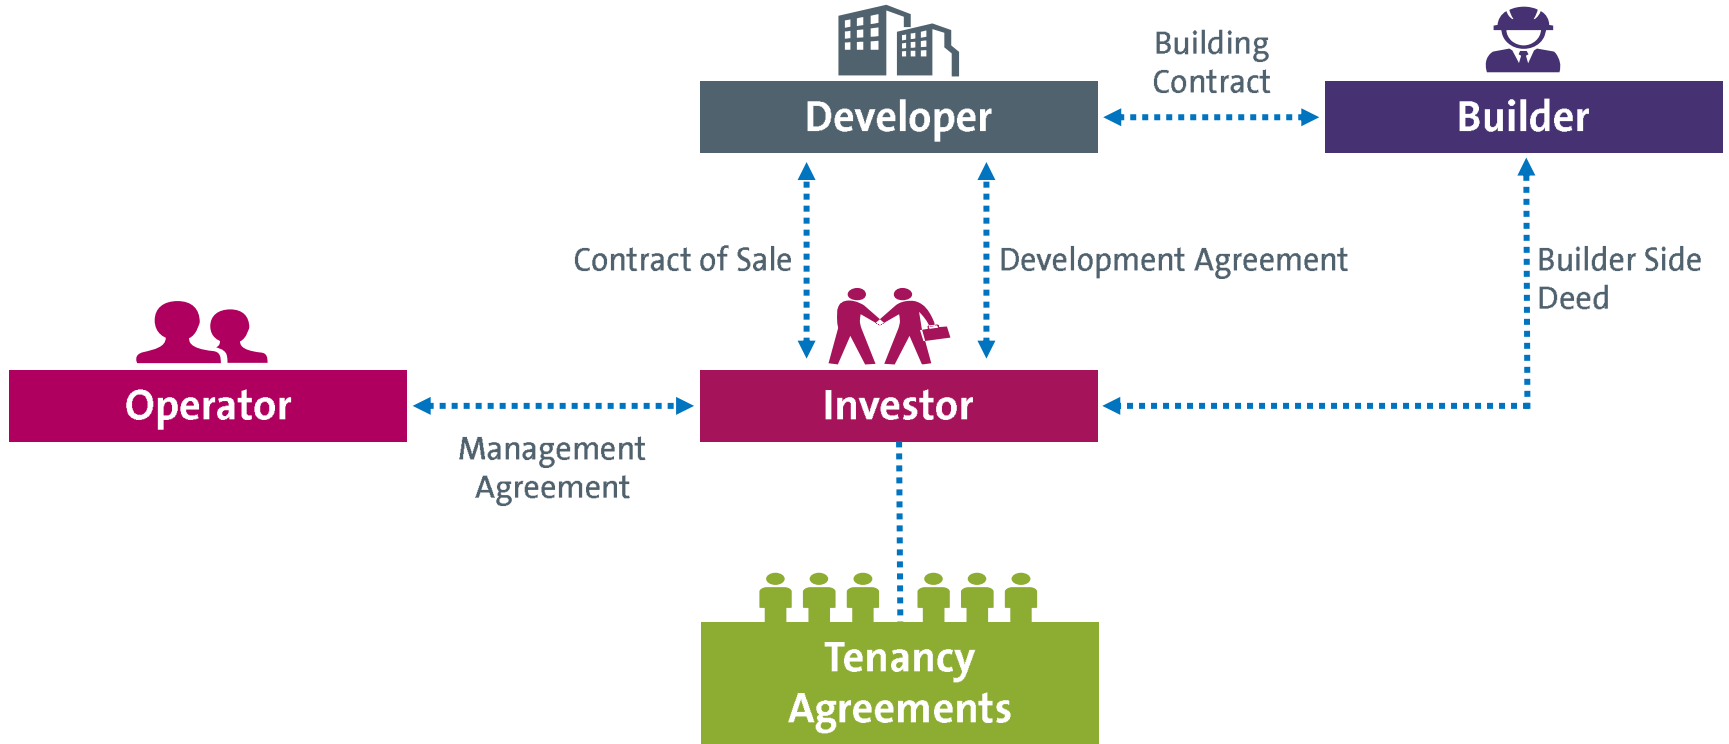 Building
Contract
Developer
Builder
Contract of Sale
Development Agreement
Builder Side
Deed
Operator
Investor
Management
Agreement
Tenancy
Agreements